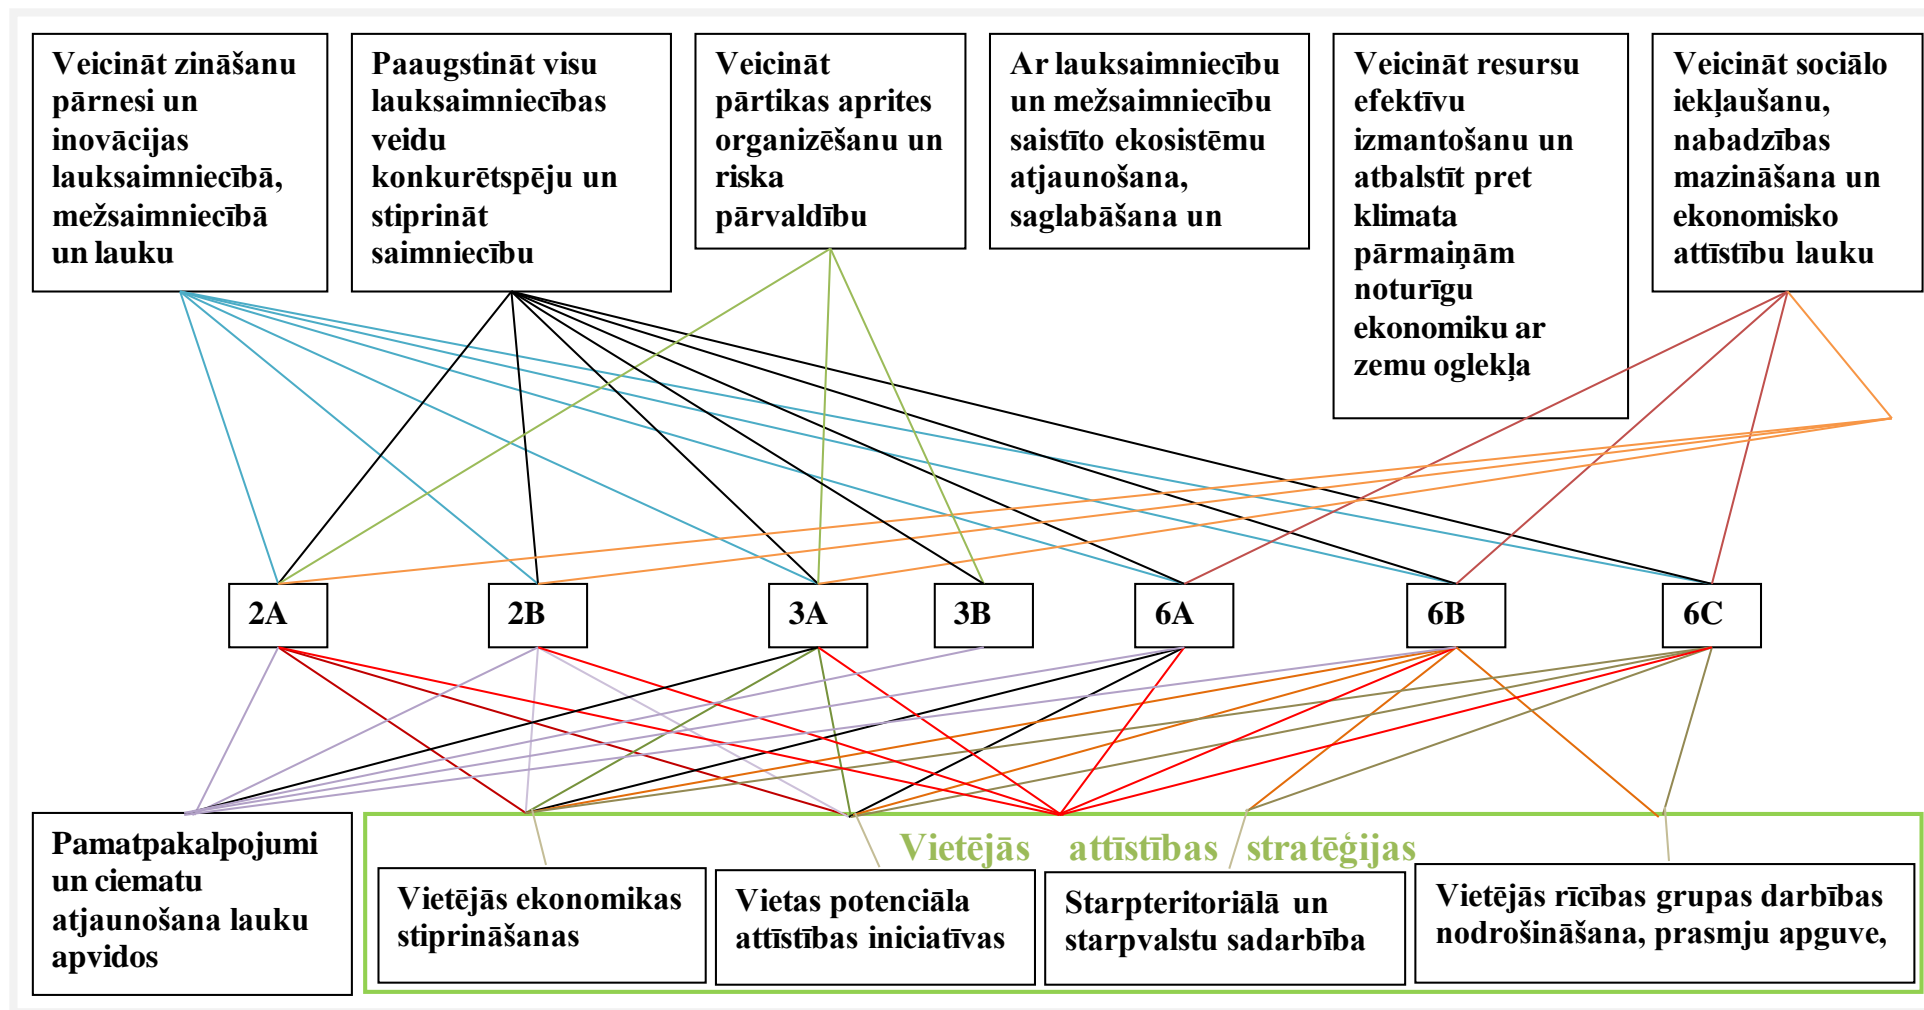 Veicināt zināšanu
pārnesi un
inovācijas
lauksaimniecībā,
mežsaimniecībā
un lauku
Paaugstināt visu
lauksaimniecības
veidu
konkurētspēju un
stiprināt
saimniecību
Veicināt
pārtikas aprites
organizēšanu un
riska
pārvaldību
Ar lauksaimniecību
un mežsaimniecību
saistīto ekosistēmu
atjaunošana,
saglabāšana un
Veicināt resursu
efektīvu
izmantošanu un
atbalstīt pret
klimata
pārmaiņām
noturīgu
ekonomiku ar
zemu oglekļa
Veicināt sociālo
iekļaušanu,
nabadzības
mazināšana un
ekonomisko
attīstību lauku
2A
2B
3A
3B
6A
6B
6C
Pamatpakalpojumi
un ciematu
atjaunošana lauku
apvidos
Vietējās attīstības stratēģijas
Vietējās ekonomikas
stiprināšanas
Vietas potenciāla
attīstības iniciatīvas
Starpteritoriālā un
starpvalstu sadarbība
Vietējās rīcības grupas darbības
nodrošināšana, prasmju apguve,